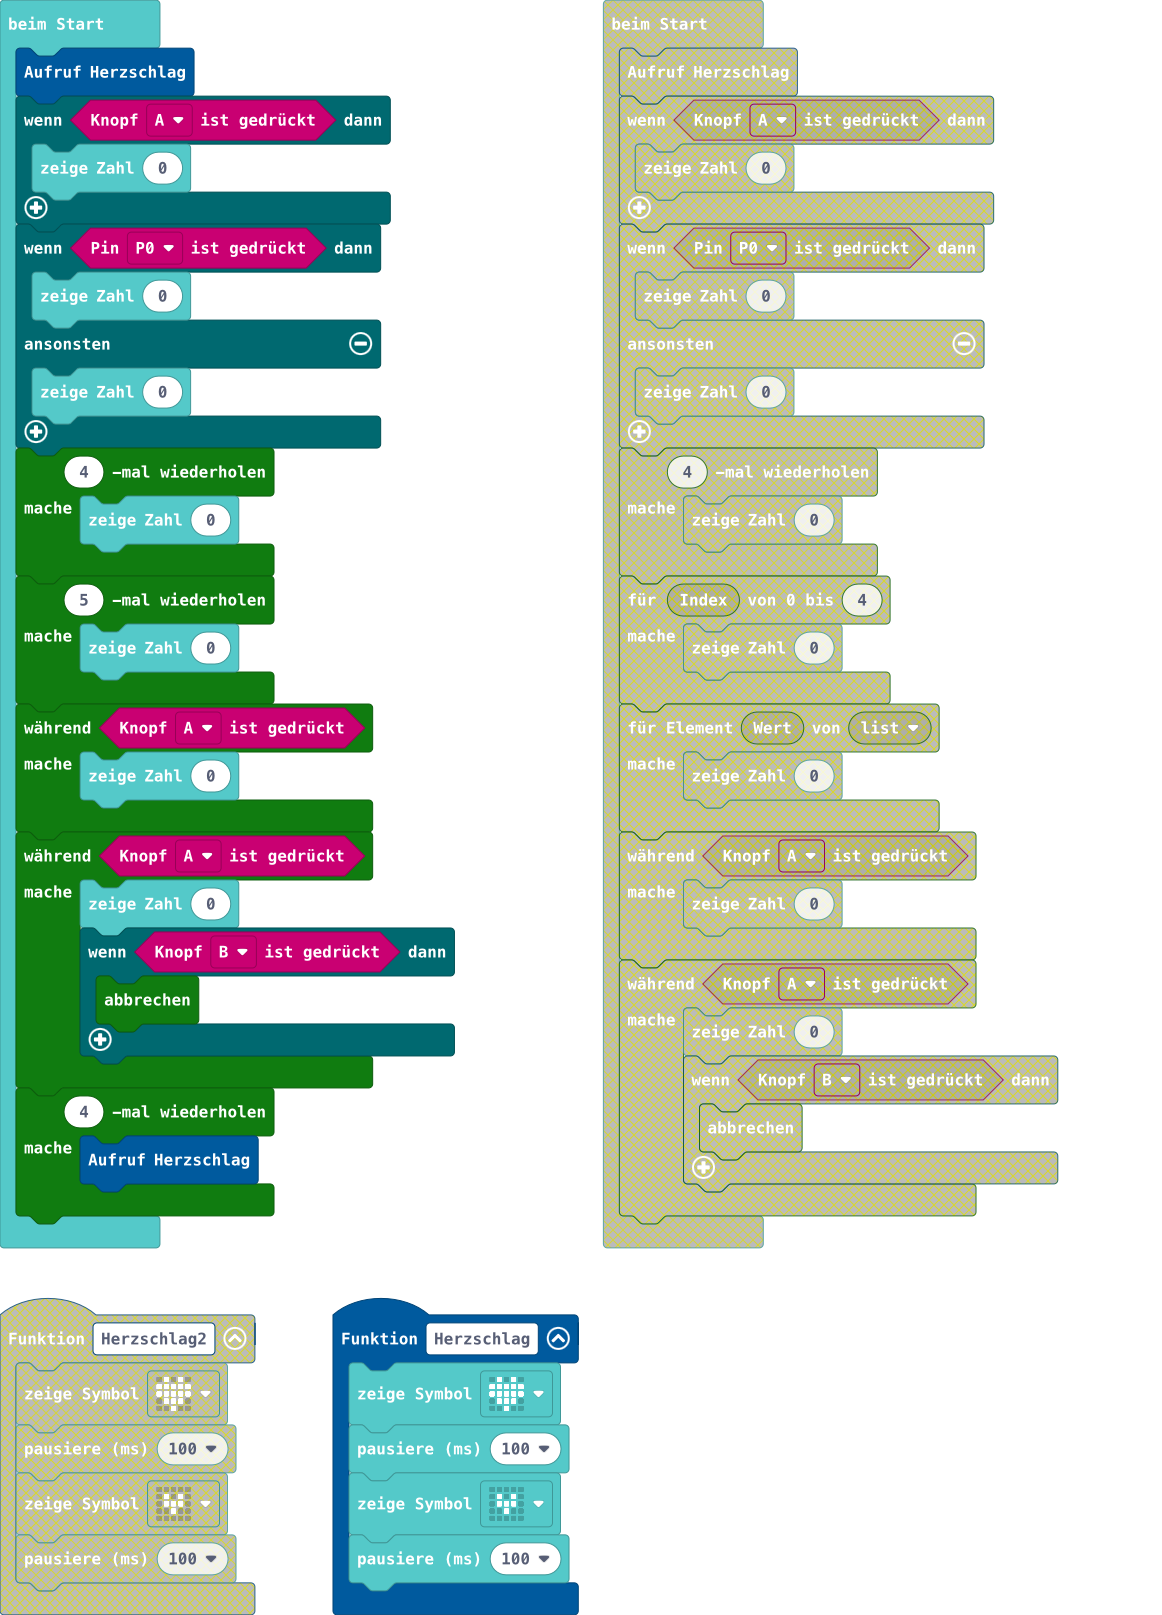 beim Start
Aufruf Herzschlag
wenn Knopf A ist gedrückt dann
zeige Zahl 0
wenn Pin P0 ist gedrückt dann
zeige Zahl 0
ansonsten
zeige Zahl 0
4 -mal wiederholen
mache zeige Zahl 0
5 -mal wiederholen
mache zeige Zahl 0
während Knopf A ist gedrückt
mache zeige Zahl 0
während Knopf A ist gedrückt
mache zeige Zahl 0
wenn Knopf B ist gedrückt dann
abbrechen
4 -mal wiederholen
mache Aufruf Herzschlag
beim Start
Aufruf Herzschlag
wenn Knopf A ist gedrückt dann
zeige Zahl 0
wenn Pin P0 ist gedrückt dann
zeige Zahl 0
ansonsten
zeige Zahl 0
4 -mal wiederholen
mache zeige Zahl 0
für Index von 0 bis 4
mache zeige Zahl 0
für Element Wert von list
mache zeige Zahl 0
während Knopf A ist gedrückt
mache zeige Zahl 0
während Knopf A ist gedrückt
mache zeige Zahl 0
wenn Knopf B ist gedrückt dann
abbrechen
Funktion Herzschlag2
zeige Symbol
pausiere (ms) 100
zeige Symbol
pausiere (ms) 100
Funktion Herzschlag
zeige Symbol
pausiere (ms) 100
zeige Symbol
pausiere (ms) 100